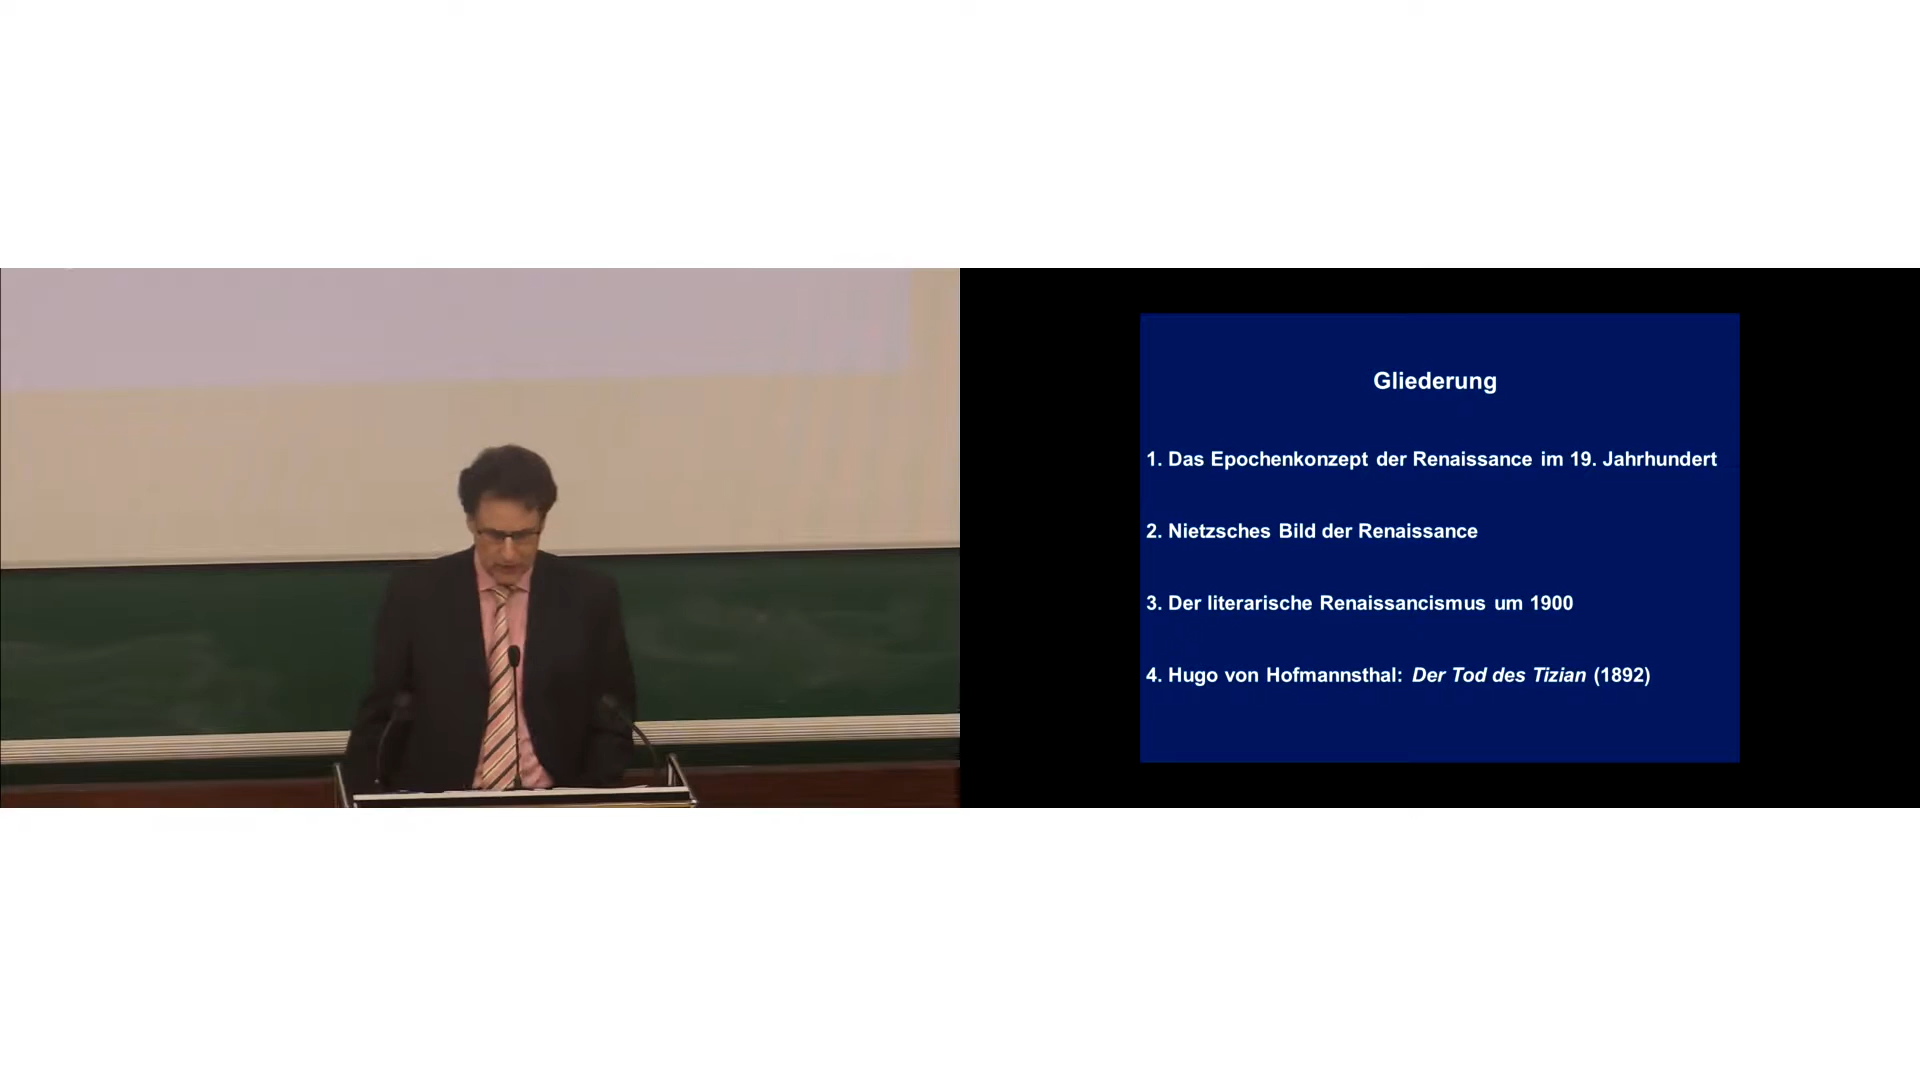 Gliederung
1. Das Epochenkonzept der Renaissance im 19. Jahrhundert
2. Nietzsches Bild der Renaissance
3. Der literarische Renaissancismus um 1900
4. Hugo von Hofmannsthal: Der Tod des Tizian (1892)